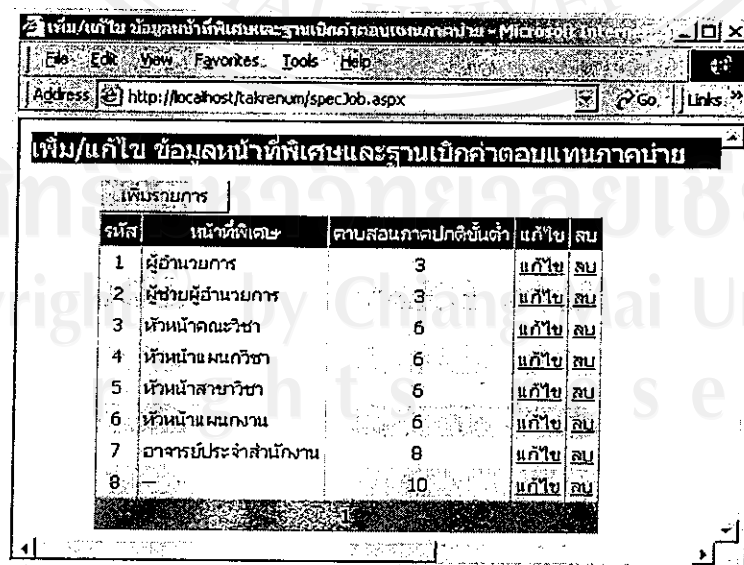 เพิ่ม/แก้ไข ข้อมูลหน้าที่พิเศษและฐานเบิกค่าตอบแทนภาคบ่าย - Microsoft
File Edit View Favorites Tools Help
Address http://localhost/takrenum/specJob.aspx Go Links »
เพิ่ม/แก้ไข ข้อมูลหน้าที่พิเศษและฐานเบิกค่าตอบแทนภาคบ่าย
เพิ่มรายการ
รหัส หน้าที่พิเศษ คาบสอนภาคปกติขั้นต่ำ แก้ไข ลบ
1 ผู้อำนวยการ 3 แก้ไข ลบ
2 ผู้ช่วยผู้อำนวยการ 3 แก้ไข ลบ
3 หัวหน้าคณะวิชา 6 แก้ไข ลบ
4 หัวหน้าแผนกวิชา 6 แก้ไข ลบ
5 หัวหน้าสาขาวิชา 6 แก้ไข ลบ
6 หัวหน้าแผนกงาน 6 แก้ไข ลบ
7 อาจารย์ประจำสำนักงาน 8 แก้ไข ลบ
8 — 10 แก้ไข ลบ
1